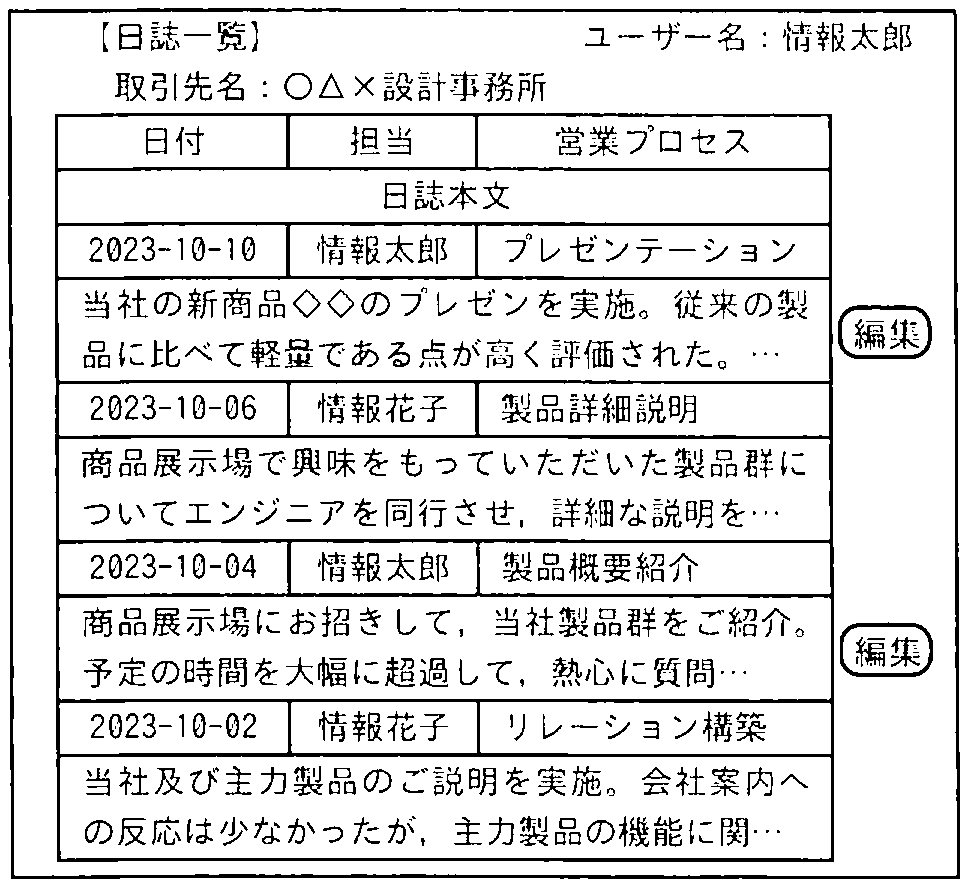 【日誌一覧】 ユーザー名：情報太郎
取引先名：○△×設計事務所
日付 担当 営業プロセス
日誌本文
2023-10-10 情報太郎 プレゼンテーション
当社の新商品◇◇のプレゼンを実施。従来の製
品に比べて軽量である点が高く評価された。…
編集
2023-10-06 情報花子 製品詳細説明
商品展示場で興味をもっていただいた製品群に
ついてエンジニアを同行させ，詳細な説明を…
2023-10-04 情報太郎 製品概要紹介
商品展示場にお招きして，当社製品群をご紹介。
予定の時間を大幅に超過して，熱心に質問…
編集
2023-10-02 情報花子 リレーション構築
当社及び主力製品のご説明を実施。会社案内へ
の反応は少なかったが，主力製品の機能に関…